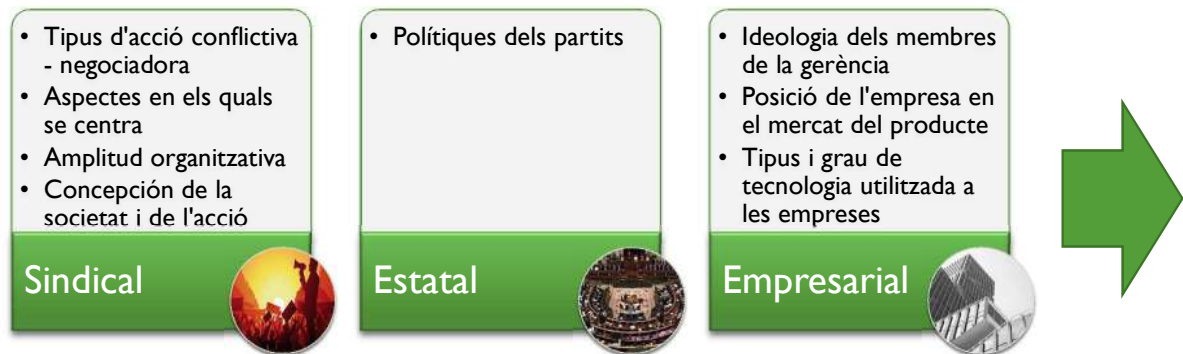 • Tipus d'acció conflictiva
- negociadora
• Aspectes en els quals
se centra
• Amplitud organitzativa
• Concepción de la
societat i de l'acció
Sindical
• Polítiques dels partits
Estatal
• Ideologia dels membres
de la gerència
• Posició de l'empresa en
el mercat del producte
• Tipus i grau de
tecnologia utilitzada a
les empreses
Empresarial